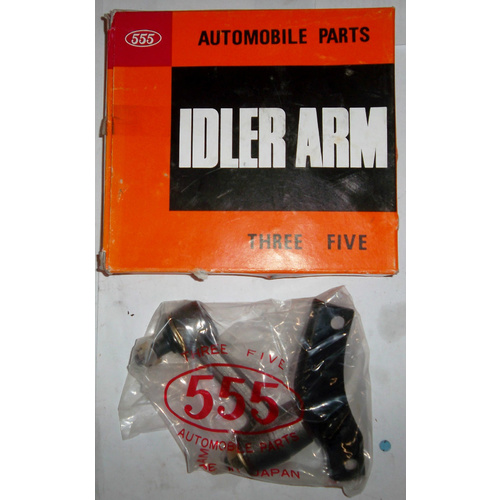 555
AUTOMOBILE PARTS
IDLER ARM
THREE FIVE
THREE FIVE
555
AUTOMOBILE PARTS
JAPAN